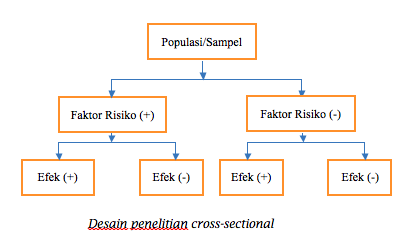 Populasi/Sampel
Faktor Risiko (+)
Faktor Risiko (-)
Efek (+)
Efek (-)
Efek (+)
Efek (-)
Desain penelitian cross-sectional